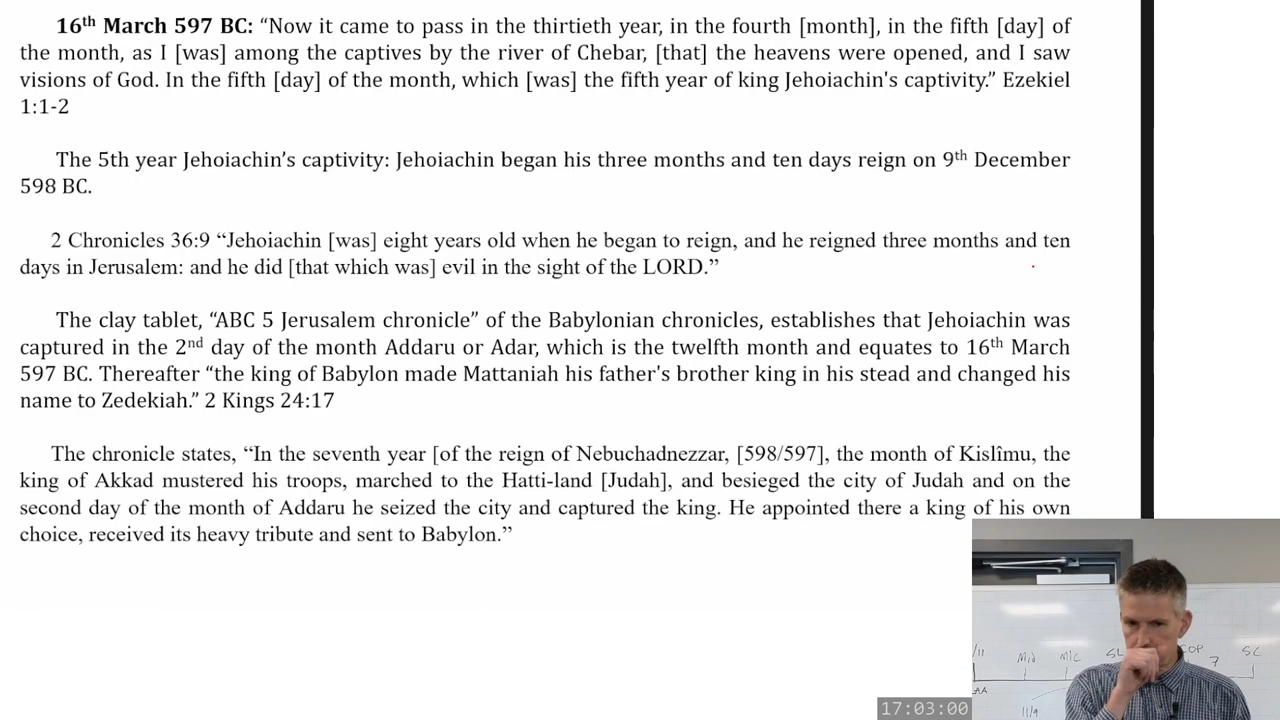 16th March 597 BC: “Now it came to pass in the thirtieth year, in the fourth [month], in the fifth [day] of
the month, as I [was] among the captives by the river of Chebar, [that] the heavens were opened, and I saw
visions of God. In the fifth [day] of the month, which [was] the fifth year of king Jehoiachin's captivity.” Ezekiel
1:1-2
The 5th year Jehoiachin’s captivity: Jehoiachin began his three months and ten days reign on 9th December
598 BC.
2 Chronicles 36:9 “Jehoiachin [was] eight years old when he began to reign, and he reigned three months and ten
days in Jerusalem: and he did [that which was] evil in the sight of the LORD.”
The clay tablet, “ABC 5 Jerusalem chronicle” of the Babylonian chronicles, establishes that Jehoiachin was
captured in the 2nd day of the month Addaru or Adar, which is the twelfth month and equates to 16th March
597 BC. Thereafter “the king of Babylon made Mattaniah his father's brother king in his stead and changed his
name to Zedekiah.” 2 Kings 24:17
The chronicle states, “In the seventh year [of the reign of Nebuchadnezzar, [598/597], the month of Kislîmu, the
king of Akkad mustered his troops, marched to the Hatti-land [Judah], and besieged the city of Judah and on the
second day of the month of Addaru he seized the city and captured the king. He appointed there a king of his own
choice, received its heavy tribute and sent to Babylon.”
/11 Mid M/C SL COP 7 SC
AA
11/9
17:03:00